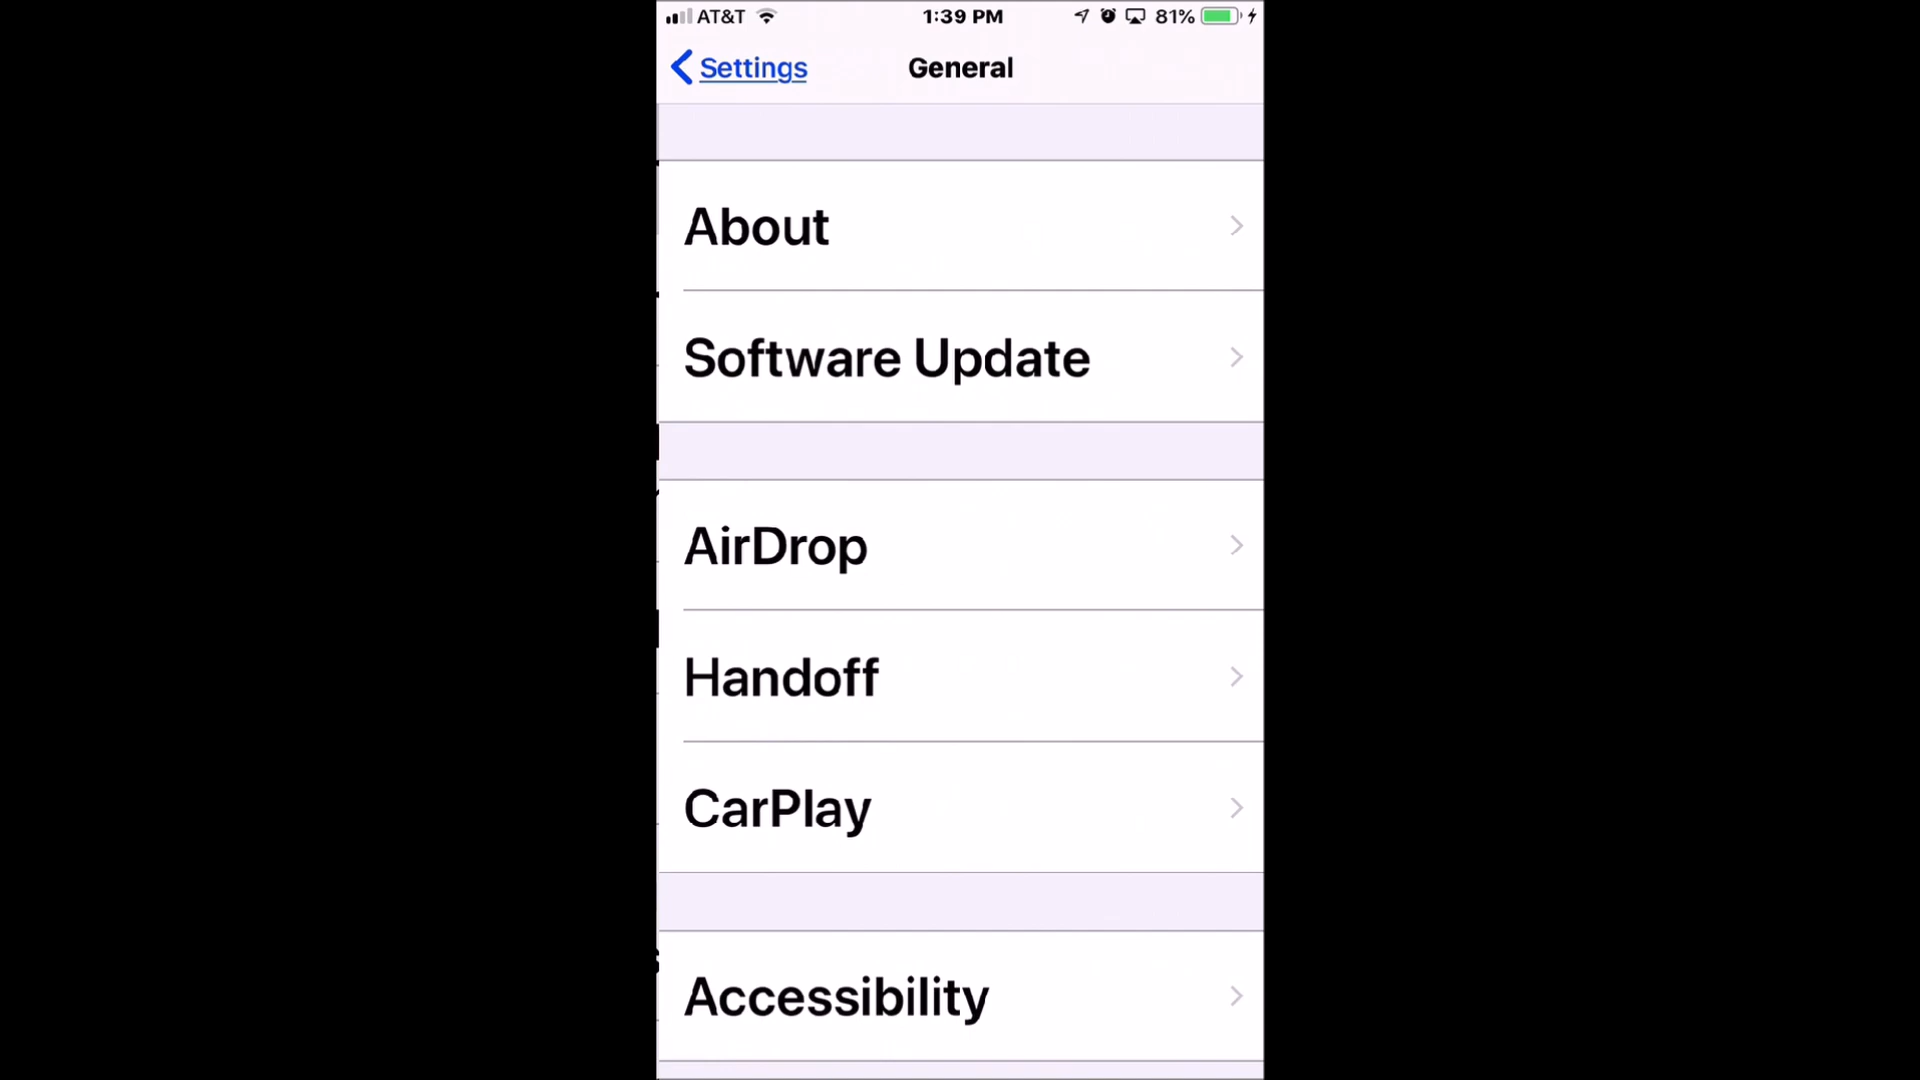 AT&T 1:39 PM 81%
Settings General
About
Software Update
AirDrop
Handoff
CarPlay
Accessibility